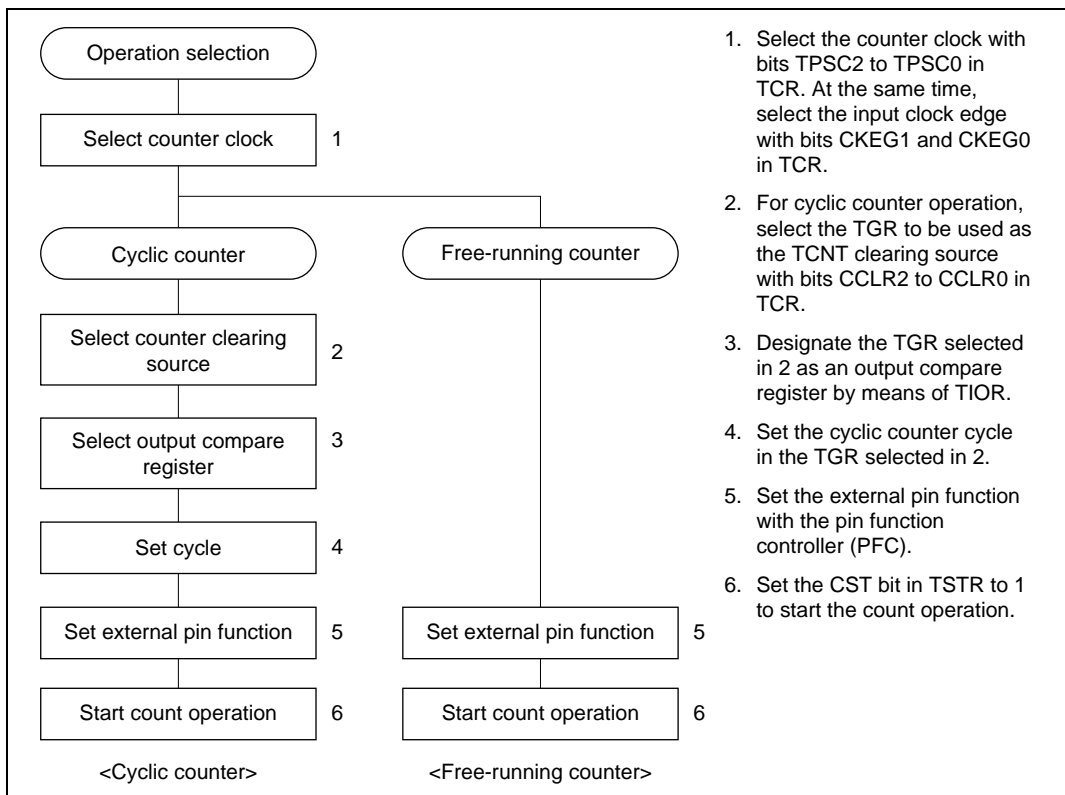 Operation selection
Select counter clock
1
Cyclic counter
Free-running counter
Select counter clearing
source
2
Select output compare
register
3
Set cycle
4
Set external pin function
5
Set external pin function
5
Start count operation
6
Start count operation
6
<Cyclic counter>
<Free-running counter>
1. Select the counter clock with
bits TPSC2 to TPSC0 in
TCR. At the same time,
select the input clock edge
with bits CKEG1 and CKEG0
in TCR.
2. For cyclic counter operation,
select the TGR to be used as
the TCNT clearing source
with bits CCLR2 to CCLR0 in
TCR.
3. Designate the TGR selected
in 2 as an output compare
register by means of TIOR.
4. Set the cyclic counter cycle
in the TGR selected in 2.
5. Set the external pin function
with the pin function
controller (PFC).
6. Set the CST bit in TSTR to 1
to start the count operation.